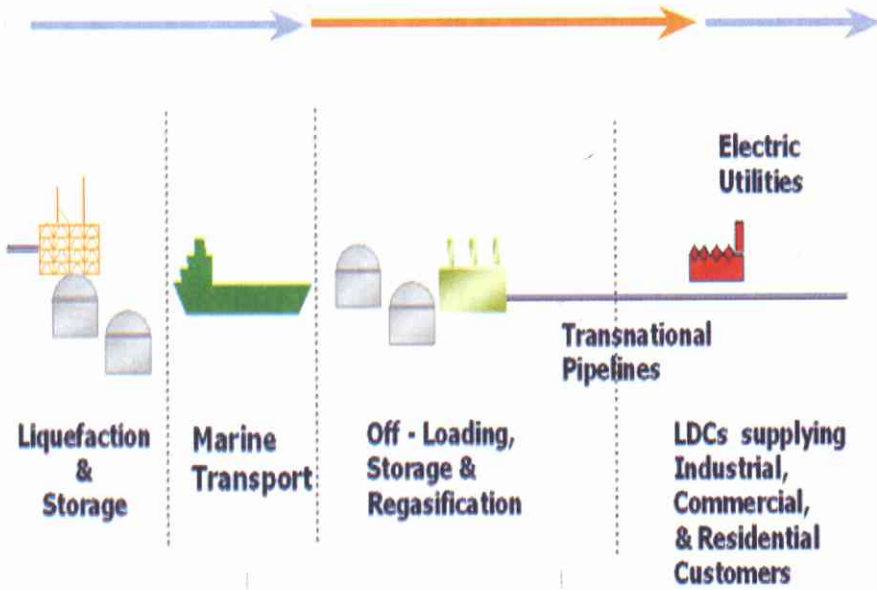 Electric
Utilities
Transnational
Pipelines
Liquefaction
&
Storage
Marine
Transport
Off - Loading,
Storage &
Regasification
LDCs supplying
Industrial,
Commercial,
& Residential
Customers